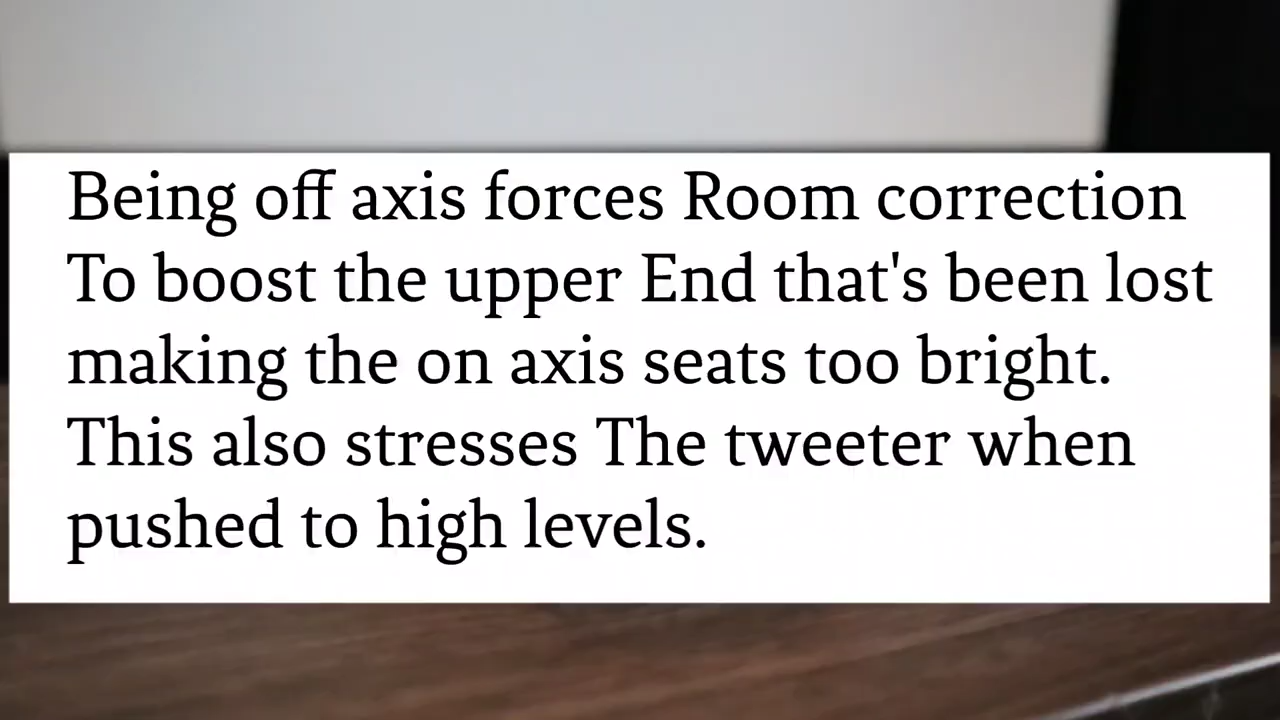 Being off axis forces Room correction
To boost the upper End that's been lost
making the on axis seats too bright.
This also stresses The tweeter when
pushed to high levels.